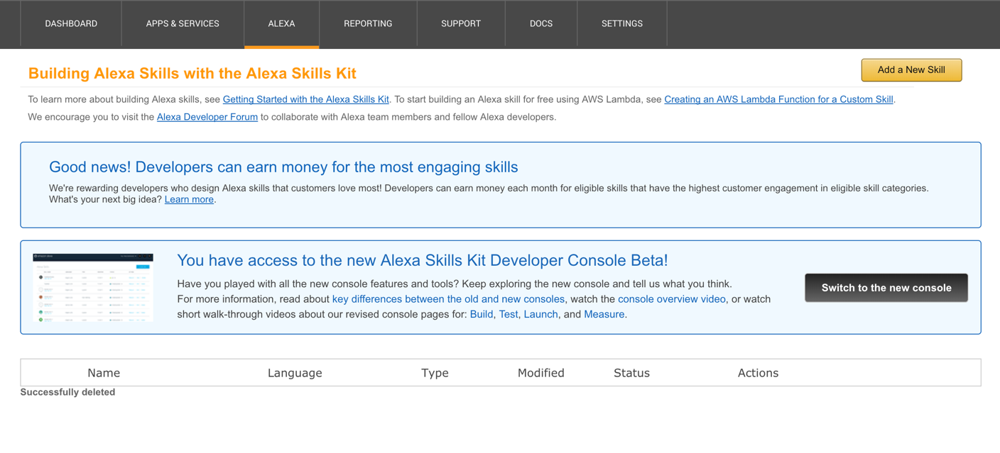 DASHBOARD APPS & SERVICES ALEXA REPORTING SUPPORT DOCS SETTINGS
Building Alexa Skills with the Alexa Skills Kit
Add a New Skill
To learn more about building Alexa skills, see Getting Started with the Alexa Skills Kit. To start building an Alexa skill for free using AWS Lambda, see Creating an AWS Lambda Function for a Custom Skill.
We encourage you to visit the Alexa Developer Forum to collaborate with Alexa team members and fellow Alexa developers.
Good news! Developers can earn money for the most engaging skills
We're rewarding developers who design Alexa skills that customers love most! Developers can earn money each month for eligible skills that have the highest customer engagement in eligible skill categories.
What's your next big idea? Learn more.
You have access to the new Alexa Skills Kit Developer Console Beta!
Have you played with all the new console features and tools? Keep exploring the new console and tell us what you think.
For more information, read about key differences between the old and new consoles, watch the console overview video, or watch
short walk-through videos about our revised console pages for: Build, Test, Launch, and Measure.
Switch to the new console
Name Language Type Modified Status Actions
Successfully deleted